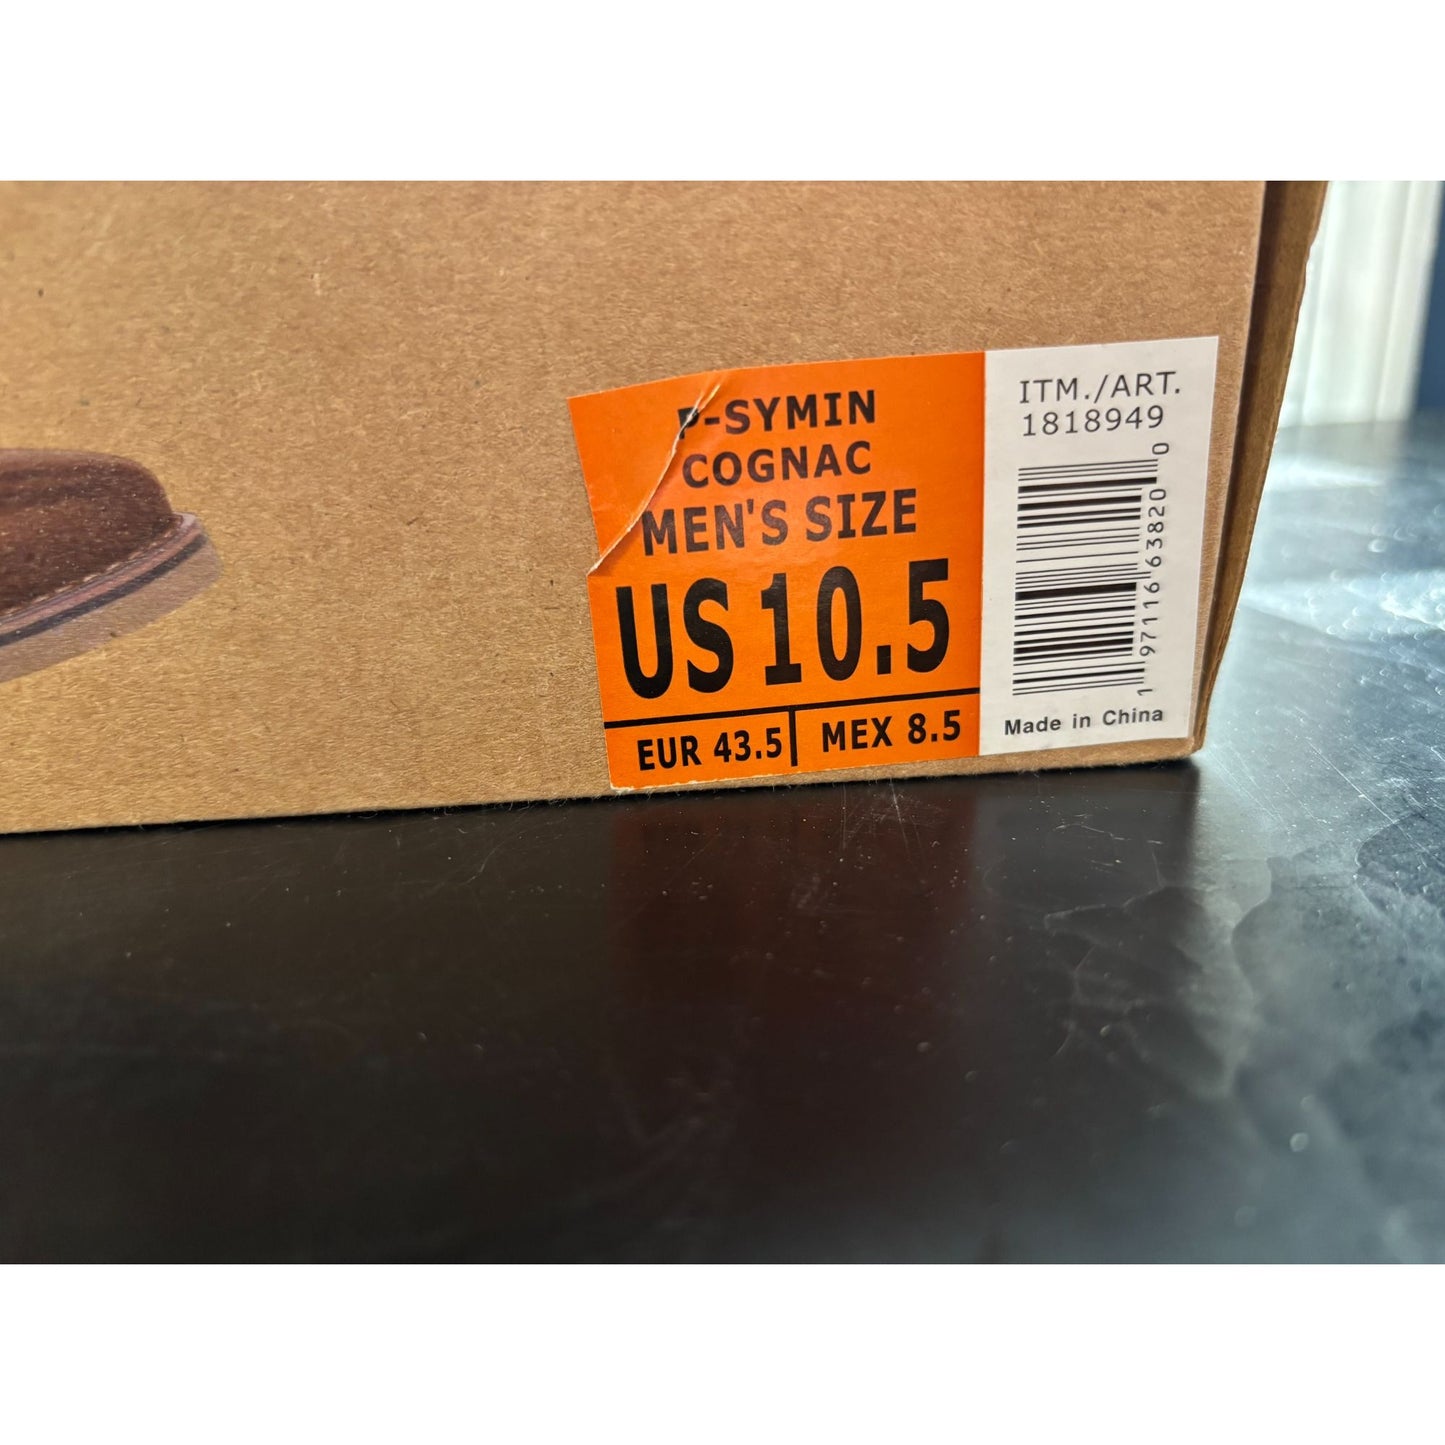 P-SYMIN
COGNAC
MEN'S SIZE
US 10.5
EUR 43.5 MEX 8.5
ITM./ART.
1818949
1 97116 63820 0
Made in China